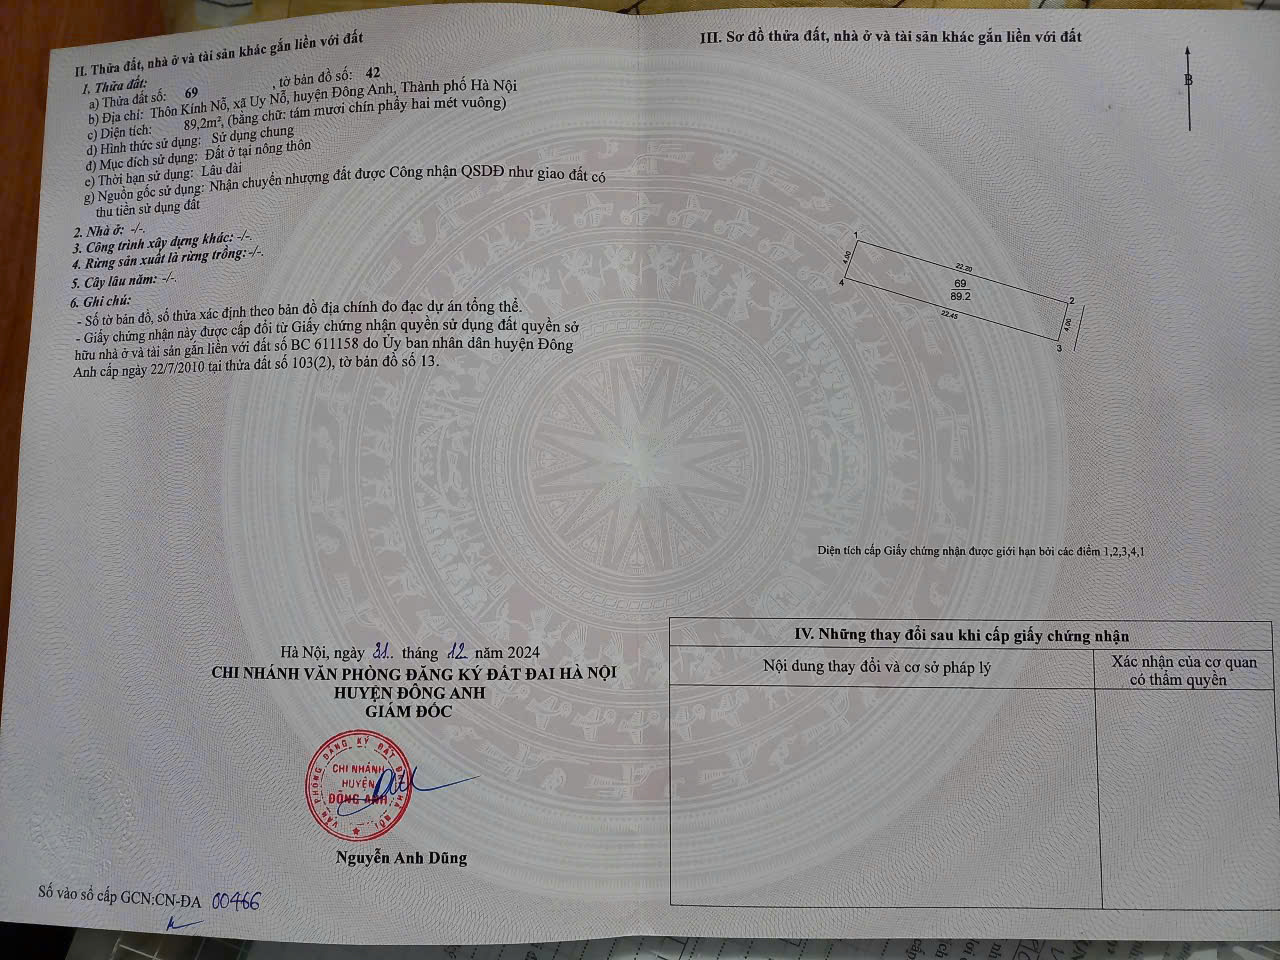 II. Thửa đất, nhà ở và tài sản khác gắn liền với đất
1. Thửa đất:
a) Thửa đất số: 69 , tờ bản đồ số: 42
b) Địa chỉ: Thôn Kính Nỗ, xã Uy Nỗ, huyện Đông Anh, Thành phố Hà Nội
c) Diện tích: 89,2m², (bằng chữ: tám mươi chín phẩy hai mét vuông)
d) Hình thức sử dụng: Sử dụng chung
đ) Mục đích sử dụng: Đất ở tại nông thôn
e) Thời hạn sử dụng: Lâu dài
g) Nguồn gốc sử dụng: Nhận chuyển nhượng đất được Công nhận QSDĐ như giao đất có
thu tiền sử dụng đất
2. Nhà ở: -/-.
3. Công trình xây dựng khác: -/-.
4. Rừng sản xuất là rừng trồng: -/-.
5. Cây lâu năm: -/-.
6. Ghi chú:
- Số tờ bản đồ, số thửa xác định theo bản đồ địa chính đo đạc dự án tổng thể.
- Giấy chứng nhận này được cấp đổi từ Giấy chứng nhận quyền sử dụng đất quyền sở
hữu nhà ở và tài sản gắn liền với đất số BC 611158 do Ủy ban nhân dân huyện Đông
Anh cấp ngày 22/7/2010 tại thửa đất số 103(2), tờ bản đồ số 13.
Hà Nội, ngày 31 tháng 12 năm 2024
CHI NHÁNH VĂN PHÒNG ĐĂNG KÝ ĐẤT ĐAI HÀ NỘI
HUYỆN ĐÔNG ANH
GIÁM ĐỐC
VĂN PHÒNG ĐĂNG KÝ ĐẤT ĐAI HÀ NỘI
CHI NHÁNH
HUYỆN
ĐÔNG ANH
Nguyễn Anh Dũng
Số vào sổ cấp GCN:CN-ĐA 00466
III. Sơ đồ thửa đất, nhà ở và tài sản khác gắn liền với đất
B
1
4.00
22.20
4
69
89.2
2
22.45
4.00
3
Diện tích cấp Giấy chứng nhận được giới hạn bởi các điểm 1,2,3,4,1
IV. Những thay đổi sau khi cấp giấy chứng nhận
Nội dung thay đổi và cơ sở pháp lý
Xác nhận của cơ quan
có thẩm quyền